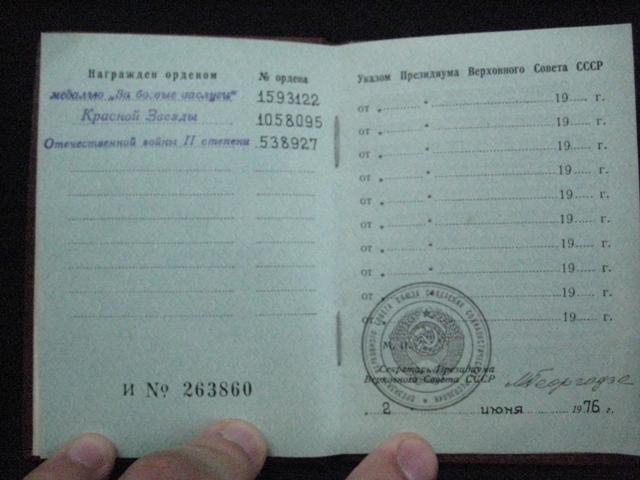 Награжден орденом № ордена
медалью „За боевые заслуги" 1593122
Красной Звезды 1058095
Отечественной войны II степени 538927
И № 263860
Указом Президиума Верховного Совета СССР
от „ " 19 г.
от „ " 19 г.
от „ " 19 г.
от „ " 19 г.
от „ " 19 г.
от „ " 19 г.
от „ " 19 г.
от „ " 19 г.
от „ " 19 г.
от „ " 19 г.
М. П.
Секретарь Президиума
Верховного Совета СССР
М Георгадзе
„ 2 " июня 1976 г.